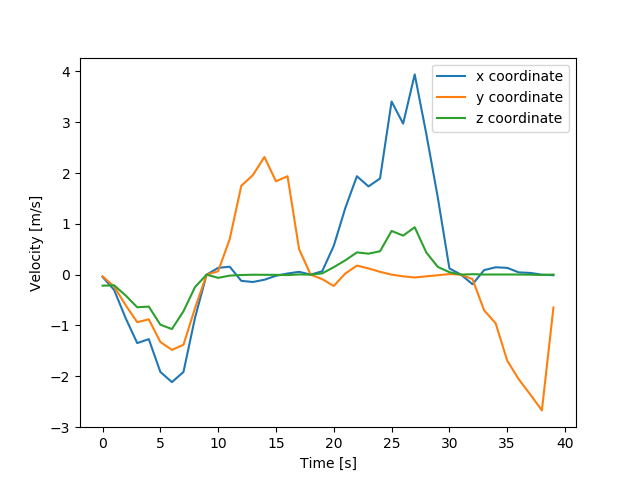 x coordinate
y coordinate
z coordinate
4
3
2
1
0
−1
−2
−3
Velocity [m/s]
0 5 10 15 20 25 30 35 40
Time [s]